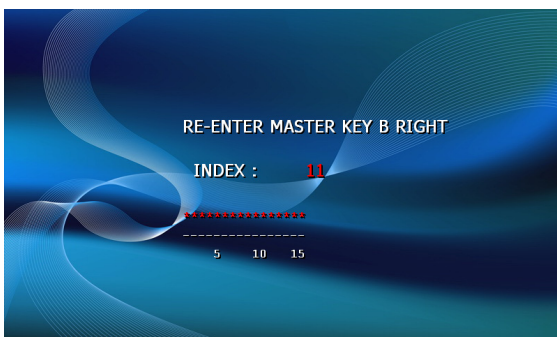 RE-ENTER MASTER KEY B RIGHT
INDEX : 11
****************
----------------
5 10 15